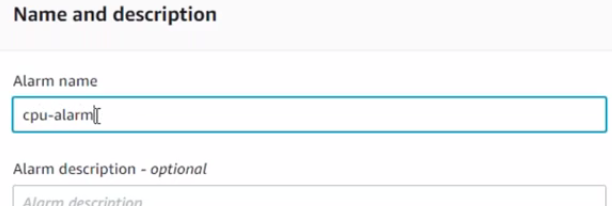 Name and description
Alarm name
cpu-alarm
Alarm description - optional
Alarm description